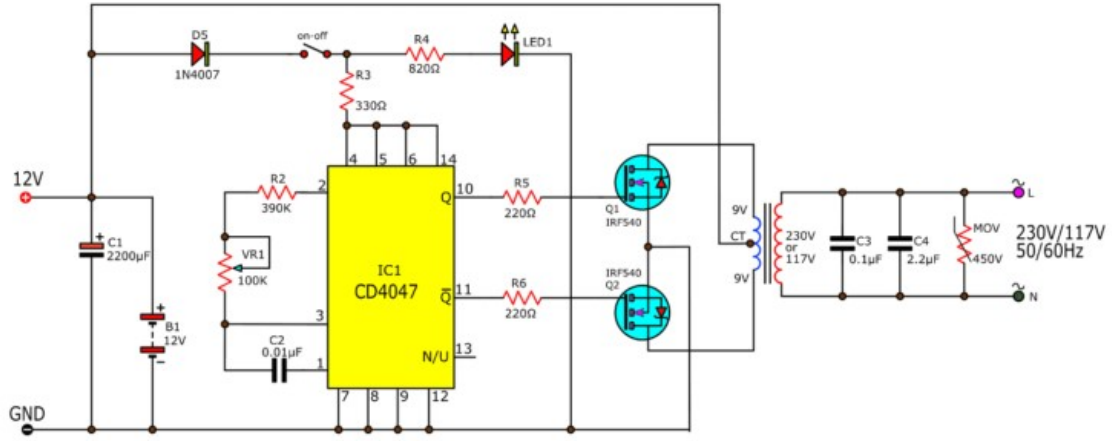 D5
1N4007
on-off
R4
820Ω
LED1
R3
330Ω
4
5
6
14
12V
C1
2200µF
+
B1
12V
+
−
R2
390K
VR1
100K
C2
0.01µF
2
3
1
IC1
CD4047
Q
10
Q̅
11
N/U
13
7
8
9
12
R5
220Ω
R6
220Ω
Q1
IRF540
IRF540
Q2
9V
CT
9V
230V
or
117V
C3
0.1µF
C4
2.2µF
MOV
450V
~
L
230V/117V
50/60Hz
~
N
GND